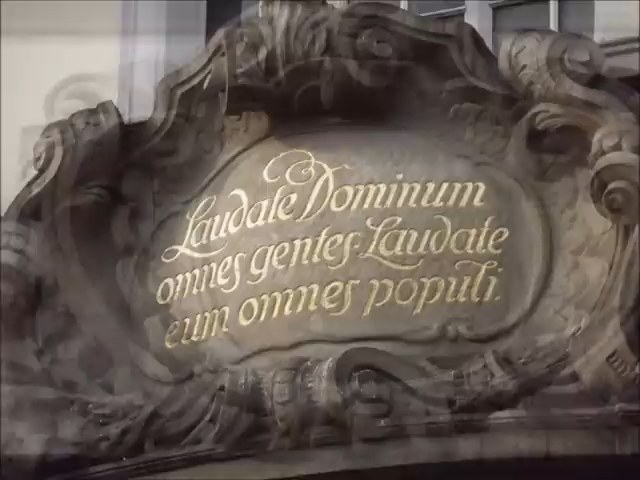 Laudate Dominum
omnes gentes. Laudate
eum omnes populi.